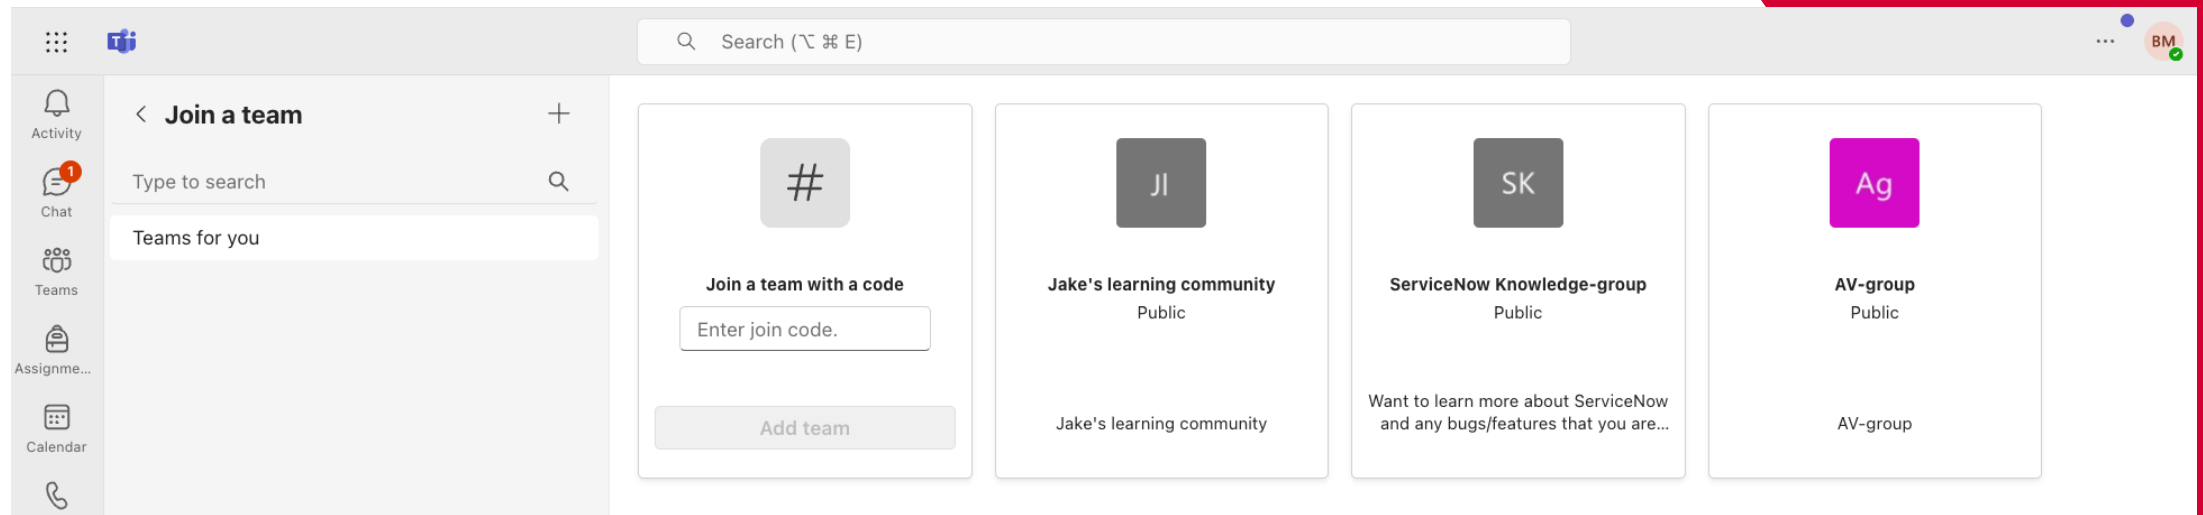 Search (⌥ ⌘ E)
BM
Activity
1
Chat
Teams
Assignme...
Calendar
Join a team
Type to search
Teams for you
#
Join a team with a code
Enter join code.
Add team
Jl
Jake's learning community
Public
Jake's learning community
SK
ServiceNow Knowledge-group
Public
Want to learn more about ServiceNow
and any bugs/features that you are...
Ag
AV-group
Public
AV-group